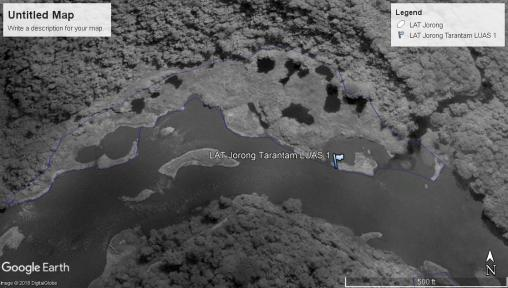 Untitled Map
Write a description for your map.
Legend
LAT Jorong
LAT Jorong Tarantam LUAS 1
LAT Jorong Tarantam LUAS 1
Google Earth
Image © 2018 DigitalGlobe
N
500 ft